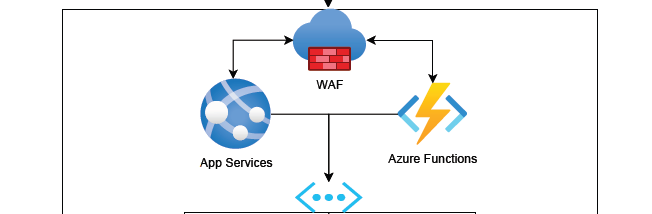 WAF
App Services
Azure Functions